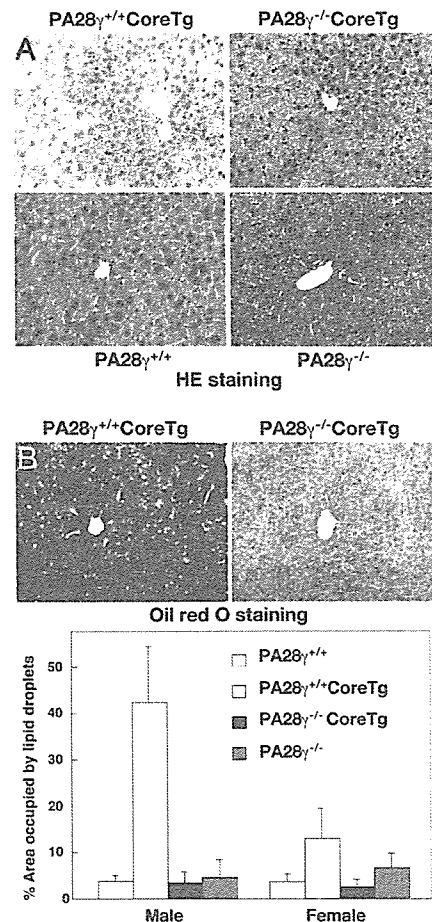 PA28γ+/+CoreTg PA28γ-/-CoreTg
A
PA28γ+/+ PA28γ-/-
HE staining
PA28γ+/+CoreTg PA28γ-/-CoreTg
B
Oil red O staining
% Area occupied by lipid droplets
50
40
30
20
10
0
PA28γ+/+
PA28γ+/+CoreTg
PA28γ-/- CoreTg
PA28γ-/-
Male Female